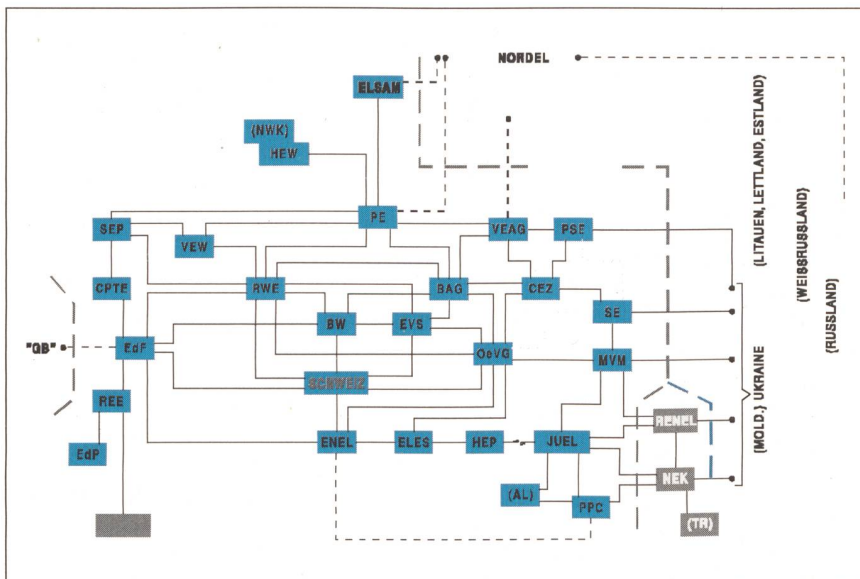 NORDEL
ELSAM
(NWK)
HEW
PE
SEP
VEW
VEAG
PSE
CPTE
RWE
BAG
CEZ
SE
"GB"
EdF
BW
EVS
OeVG
MVM
SCHWEIZ
REE
RENEL
EdP
ENEL
ELES
HEP
JUEL
NEK
(AL)
PPC
(TR)
(LITAUEN, LETTLAND, ESTLAND)
(WEISSRUSSLAND)
{RUSSLAND}
{MOLD.} UKRAINE